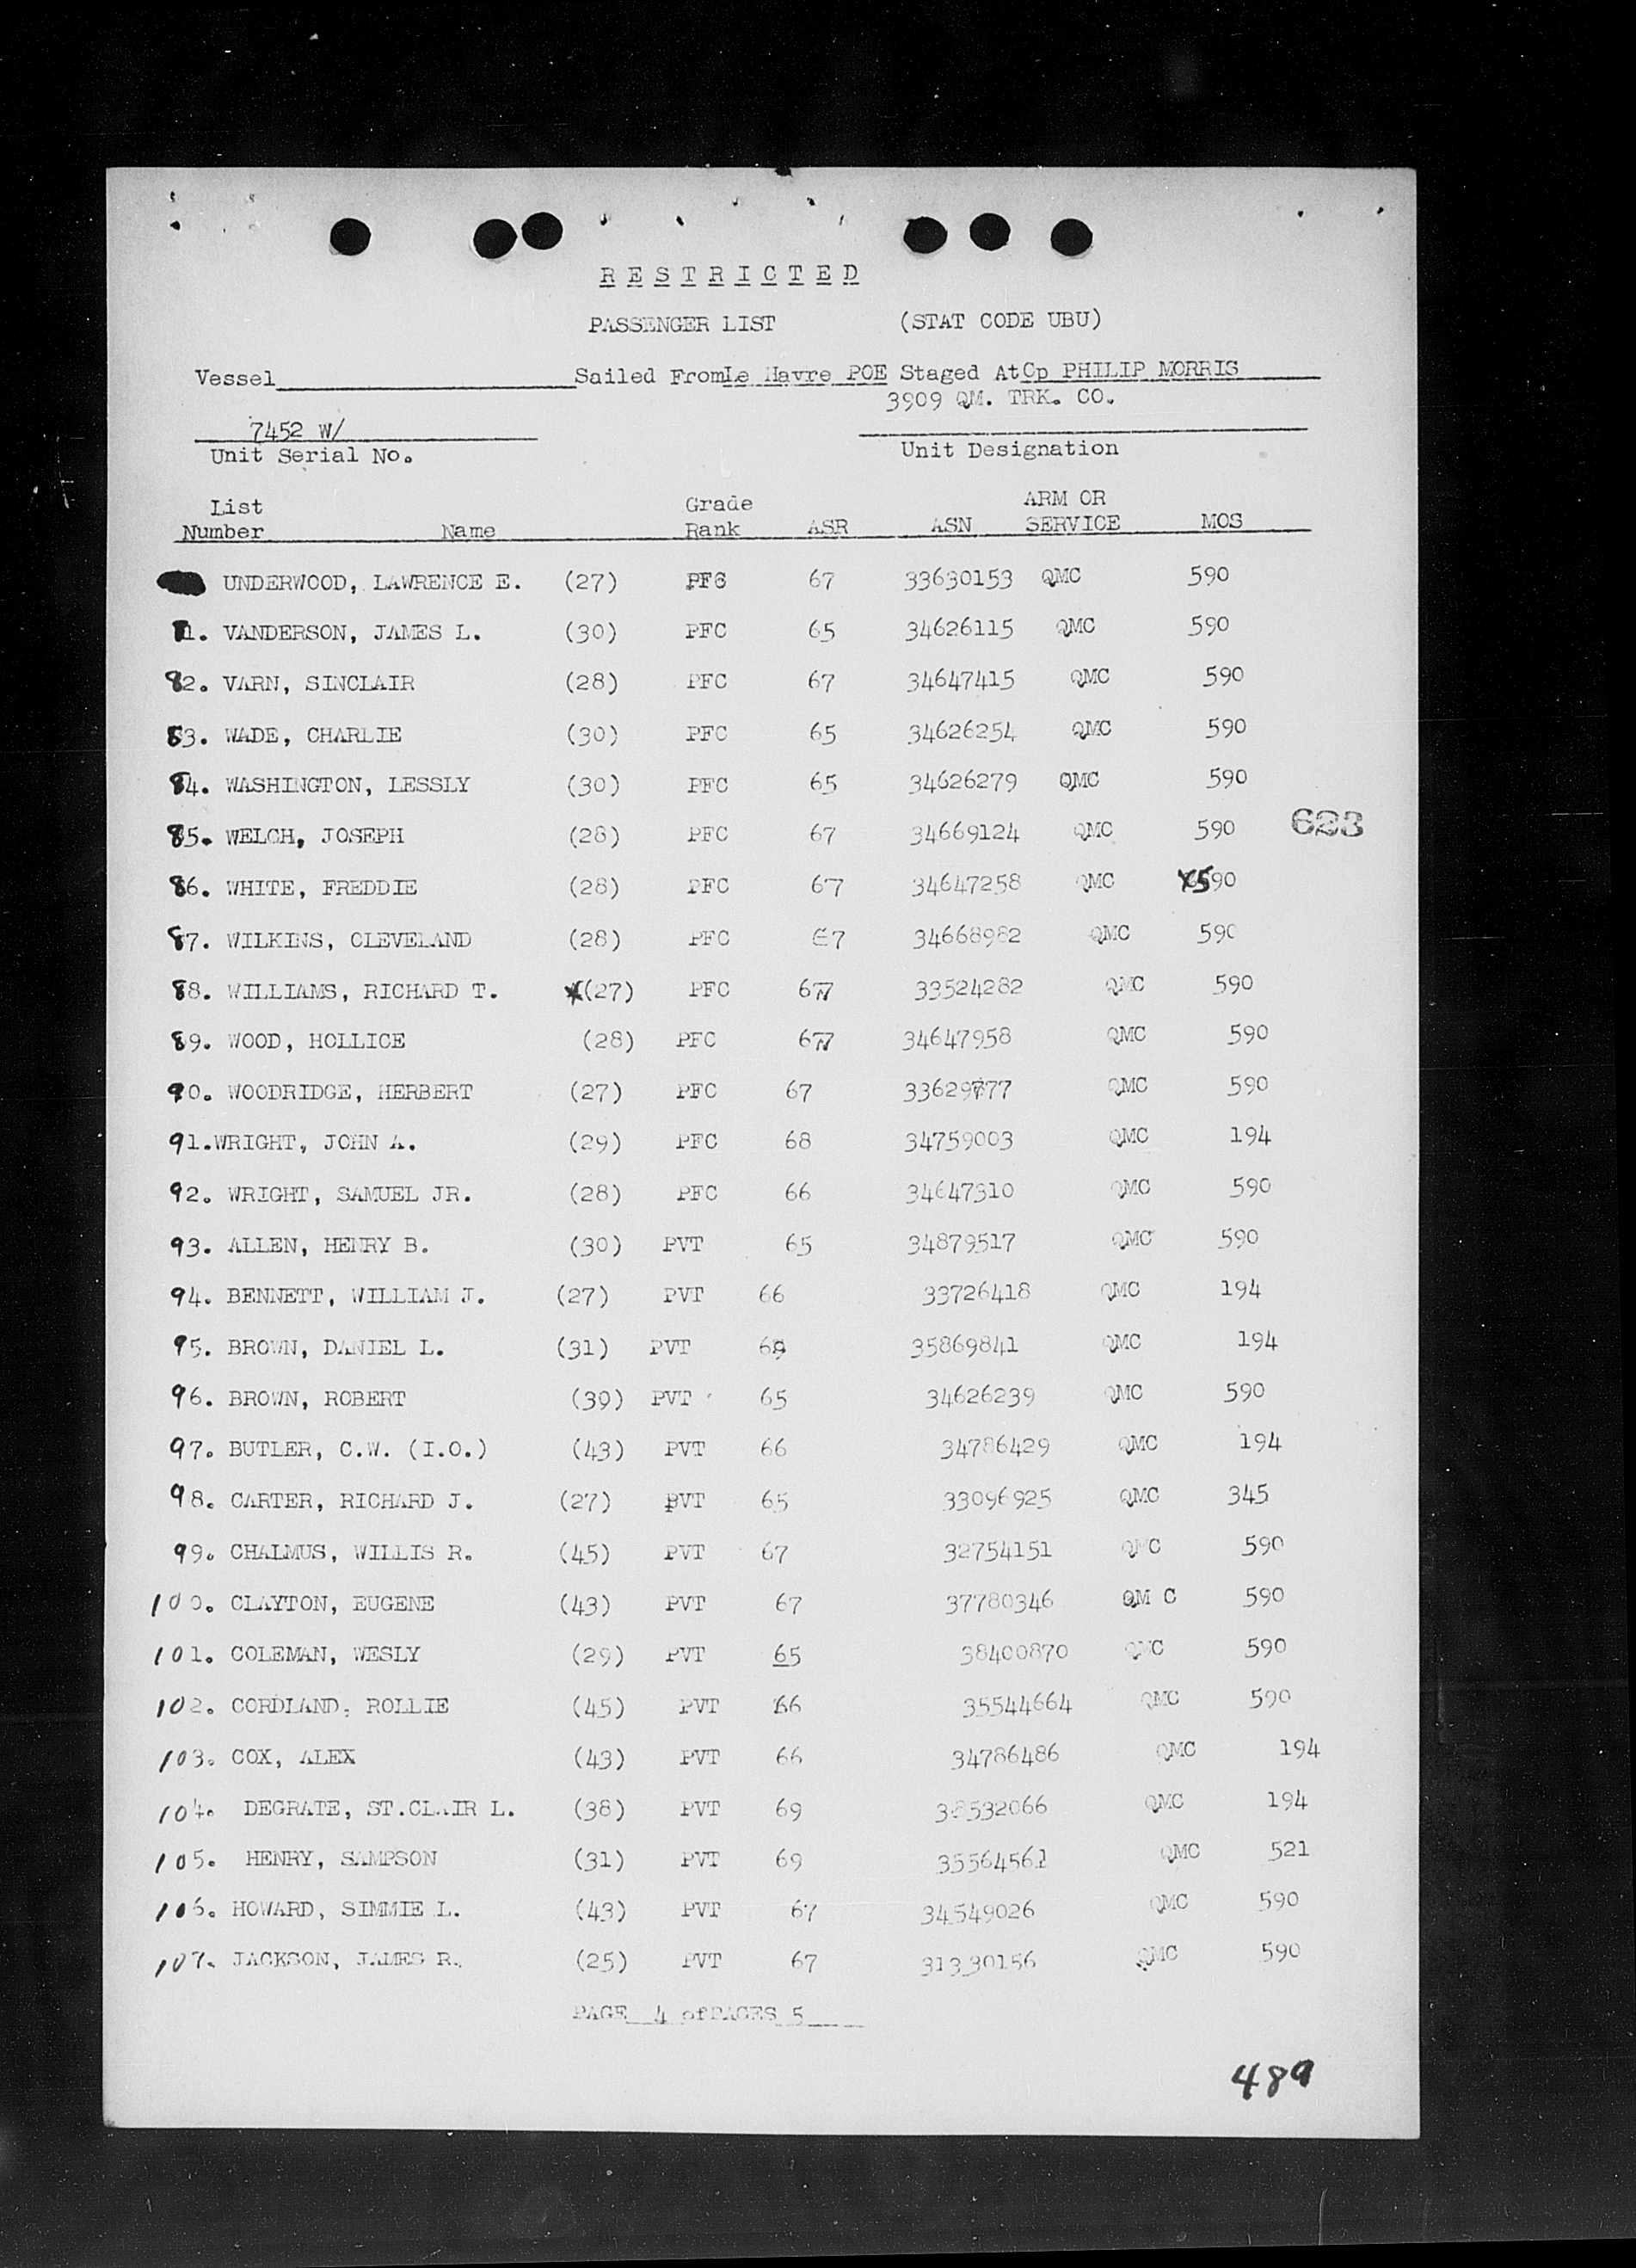 RESTRICTED
PASSENGER LIST (STAT CODE UBU)
Vessel Sailed From Le Havre POE Staged At Cp PHILIP MORRIS
3909 QM. TRK. CO.
7452 W/
Unit Serial No. Unit Designation
List Grade ARM OR
Number Name Rank ASR ASN SERVICE MOS
UNDERWOOD, LAWRENCE E. (27) PFC 67 33630153 QMC 590
81. VANDERSON, JAMES L. (30) PFC 65 34626115 QMC 590
82. VARN, SINCLAIR (28) PFC 67 34647415 QMC 590
83. WADE, CHARLIE (30) PFC 65 34626254 QMC 590
84. WASHINGTON, LESSLY (30) PFC 65 34626279 QMC 590
85. WELCH, JOSEPH (28) PFC 67 34669124 QMC 590
623
86. WHITE, FREDDIE (28) PFC 67 34647258 QMC 590
87. WILKINS, CLEVELAND (28) PFC 67 34668982 QMC 590
88. WILLIAMS, RICHARD T. (27) PFC 67 33524282 QMC 590
89. WOOD, HOLLICE (28) PFC 67 34647958 QMC 590
90. WOODRIDGE, HERBERT (27) PFC 67 33629777 QMC 590
91. WRIGHT, JOHN A. (29) PFC 68 34759003 QMC 194
92. WRIGHT, SAMUEL JR. (28) PFC 66 34647310 QMC 590
93. ALLEN, HENRY B. (30) PVT 65 34879517 QMC 590
94. BENNETT, WILLIAM J. (27) PVT 66 33726418 QMC 194
95. BROWN, DANIEL L. (31) PVT 69 35869841 QMC 194
96. BROWN, ROBERT (39) PVT 65 34626239 QMC 590
97. BUTLER, C.W. (I.O.) (43) PVT 66 34786429 QMC 194
98. CARTER, RICHARD J. (27) PVT 65 33096925 QMC 345
99. CHALMUS, WILLIS R. (45) PVT 67 32754151 QMC 590
100. CLAYTON, EUGENE (43) PVT 67 37780346 QM C 590
101. COLEMAN, WESLY (29) PVT 65 38400870 QMC 590
102. CORDLAND, ROLLIE (45) PVT 66 35544664 QMC 590
103. COX, ALEX (43) PVT 66 34786486 QMC 194
104. DEGRATE, ST.CLAIR L. (38) PVT 69 38532066 QMC 194
105. HENRY, SAMPSON (31) PVT 69 35564561 QMC 521
106. HOWARD, SIMMIE L. (43) PVT 67 34549026 QMC 590
107. JACKSON, JAMES R. (25) PVT 67 31330156 QMC 590
PAGE 4 of PAGES 5
489